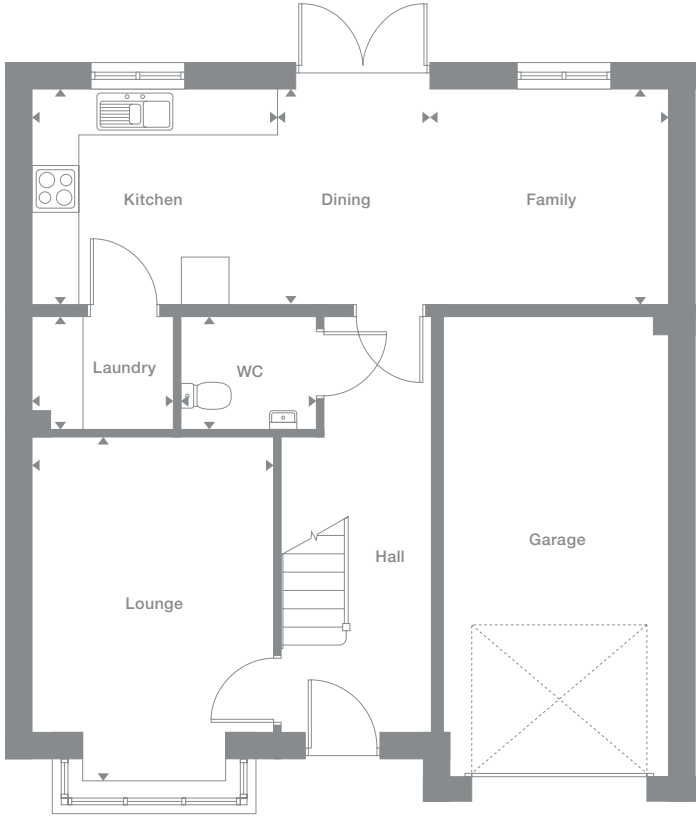 Kitchen
Dining
Family
Laundry
WC
Garage
Hall
Lounge